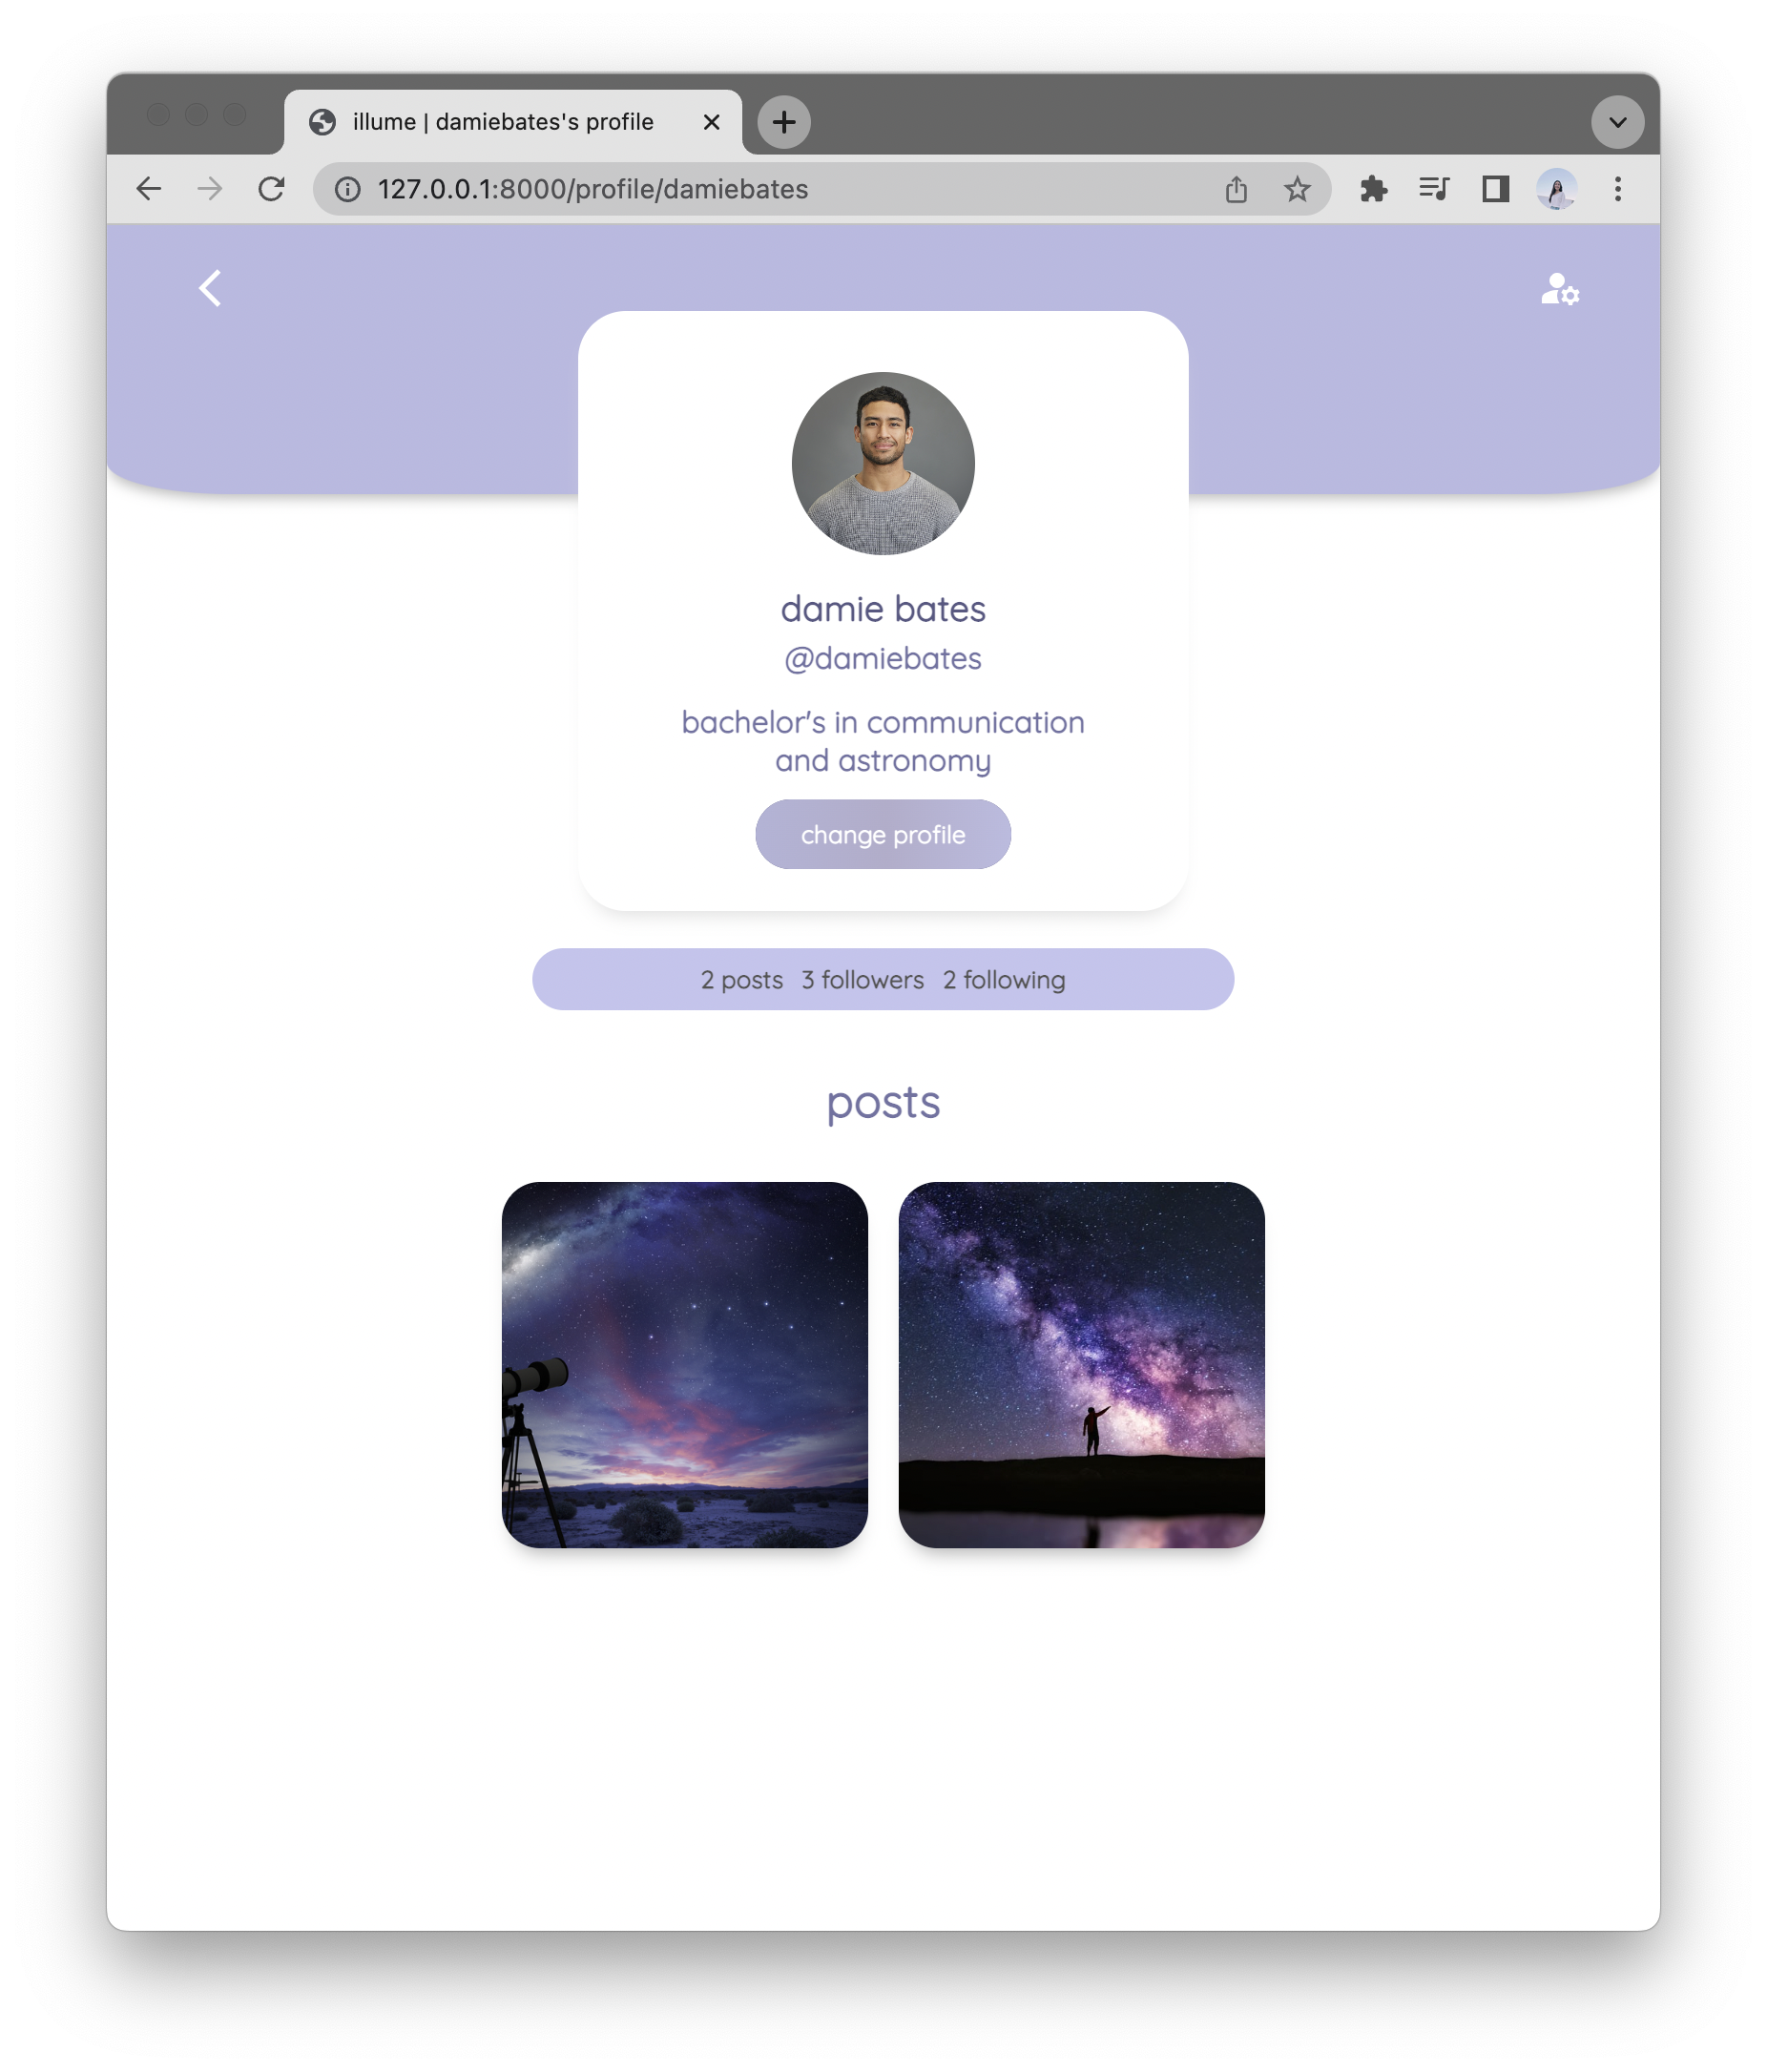 illume | damiebates's profile
127.0.0.1:8000/profile/damiebates
damie bates
@damiebates
bachelor's in communication
and astronomy
change profile
2 posts 3 followers 2 following
posts